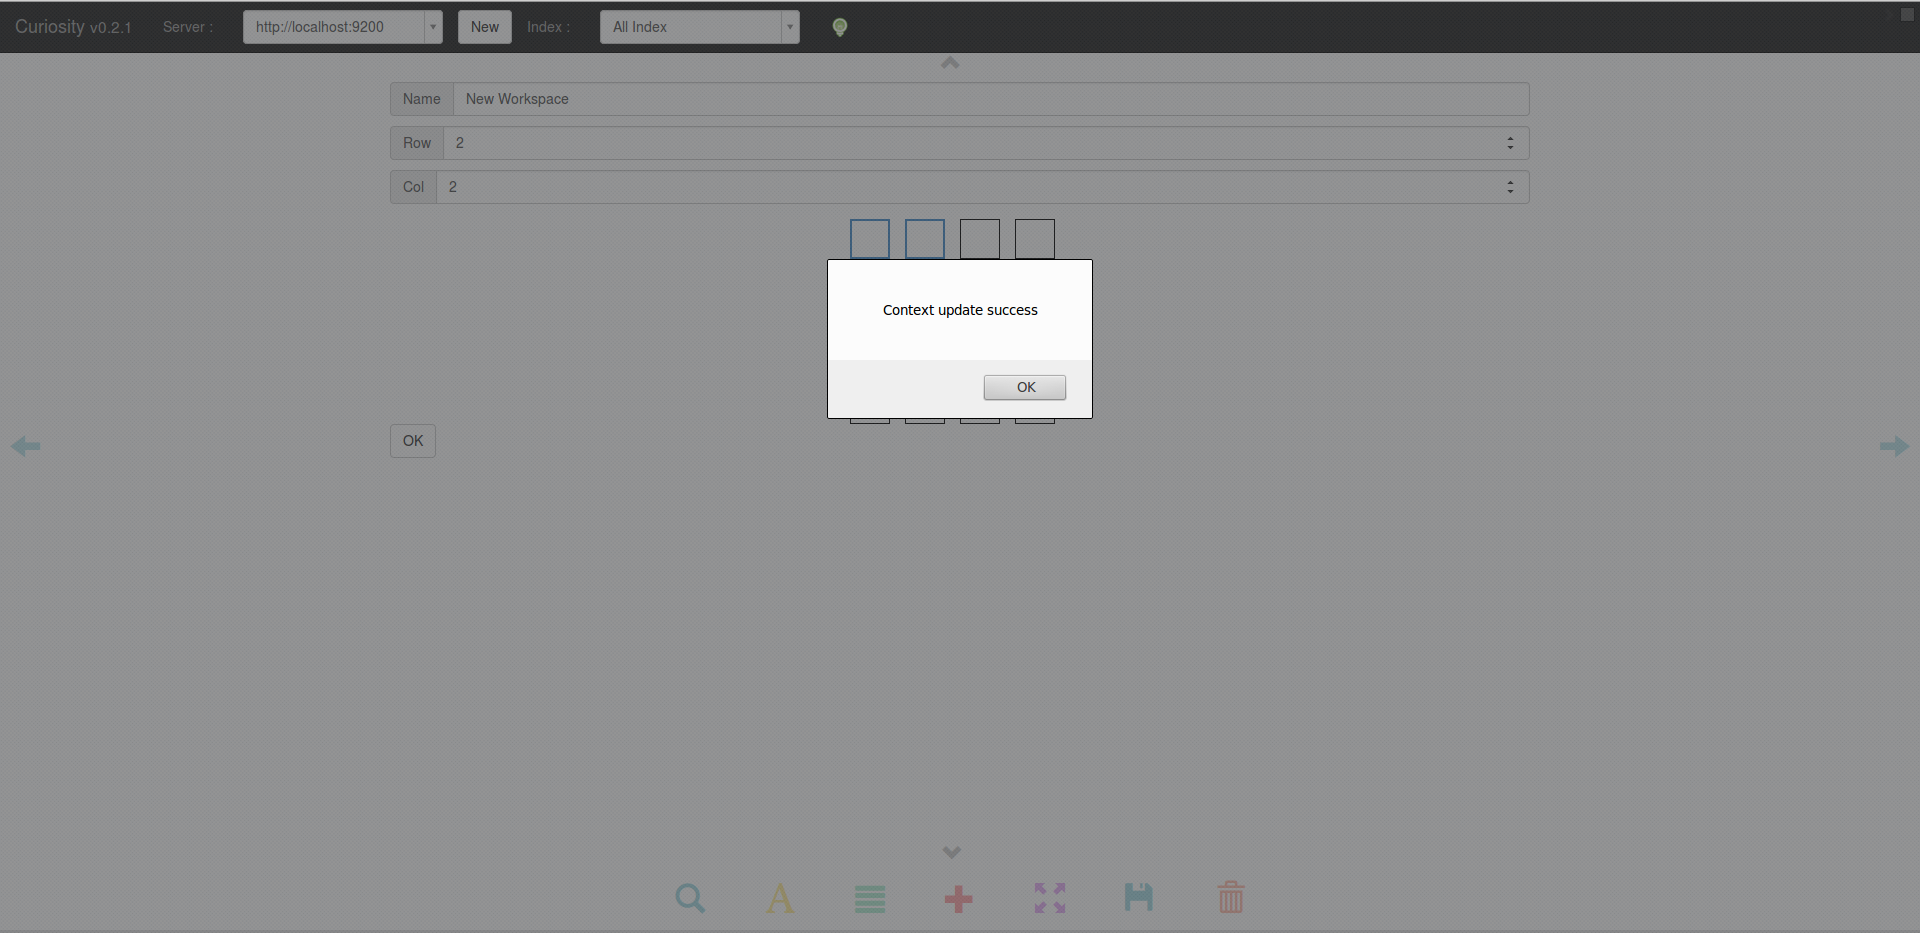 Curiosity v0.2.1 Server : http://localhost:9200 New Index : All Index
Name New Workspace
Row 2
Col 2
Context update success
OK
OK
A